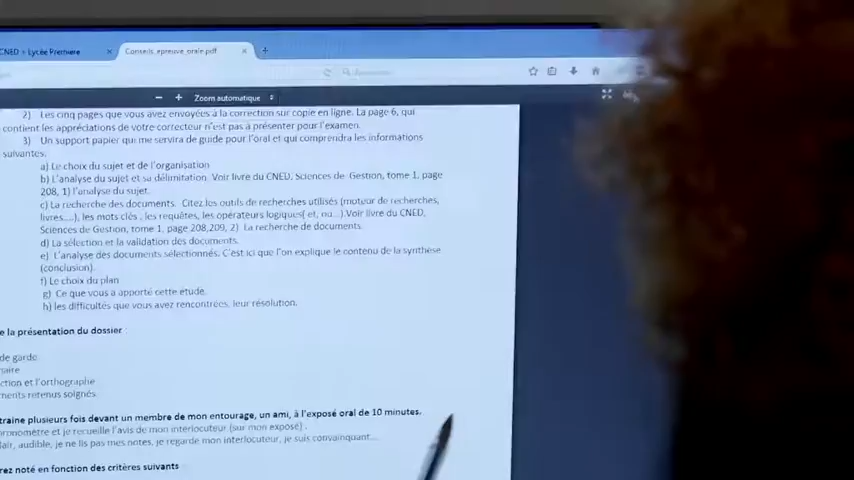 CNED + Lycée Premiere
Conseils_epreuve_orale.pdf
Zoom automatique
2) Les cinq pages que vous avez envoyées à la correction sur copie en ligne. La page 6, qui
contient les appréciations de votre correcteur n'est pas à présenter pour l'examen.
3) Un support papier qui me servira de guide pour l'oral et qui comprendra les informations
suivantes.
a) Le choix du sujet et de l'organisation
b) L'analyse du sujet et sa délimitation. Voir livre du CNED, Sciences de Gestion, tome 1, page
208, 1) l'analyse du sujet.
c) La recherche des documents. Citez les outils de recherches utilisés (moteur de recherches,
livres....), les mots clés , les requêtes, les opérateurs logiques( et, ou...).Voir livre du CNED,
Sciences de Gestion, tome 1, page 208,209, 2) La recherche de documents.
d) La sélection et la validation des documents.
e) L'analyse des documents sélectionnés. C'est ici que l'on explique le contenu de la synthèse
(conclusion).
f) Le choix du plan
g) Ce que vous a apporté cette étude.
h) les difficultés que vous avez rencontrées, leur résolution.
e la présentation du dossier :
de garde
naire
ction et l'orthographe
ments retenus soignés
traine plusieurs fois devant un membre de mon entourage, un ami, à l'exposé oral de 10 minutes.
ronomètre et je recueille l'avis de mon interlocuteur (sur mon exposé) .
lair, audible, je ne lis pas mes notes, je regarde mon interlocuteur, je suis convainquant...
rez noté en fonction des critères suivants